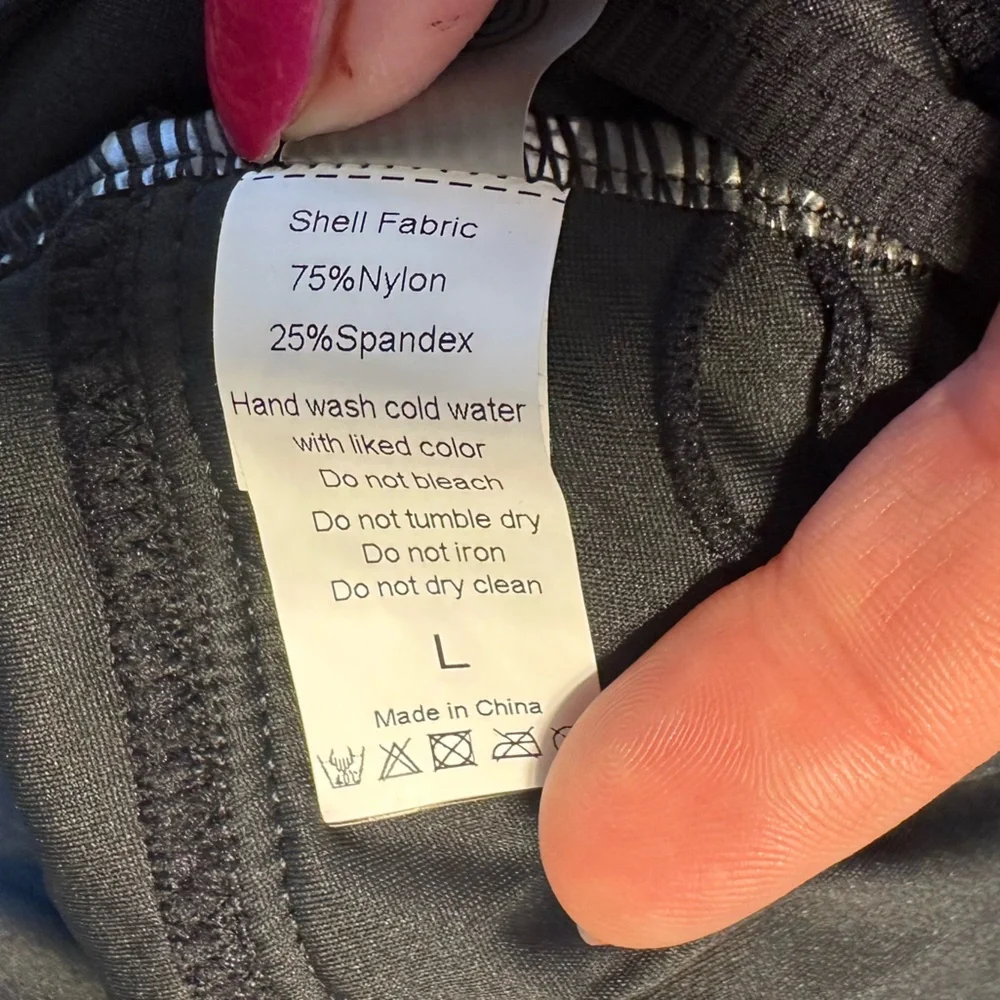 Shell Fabric
75%Nylon
25%Spandex
Hand wash cold water
with liked color
Do not bleach
Do not tumble dry
Do not iron
Do not dry clean
L
Made in China